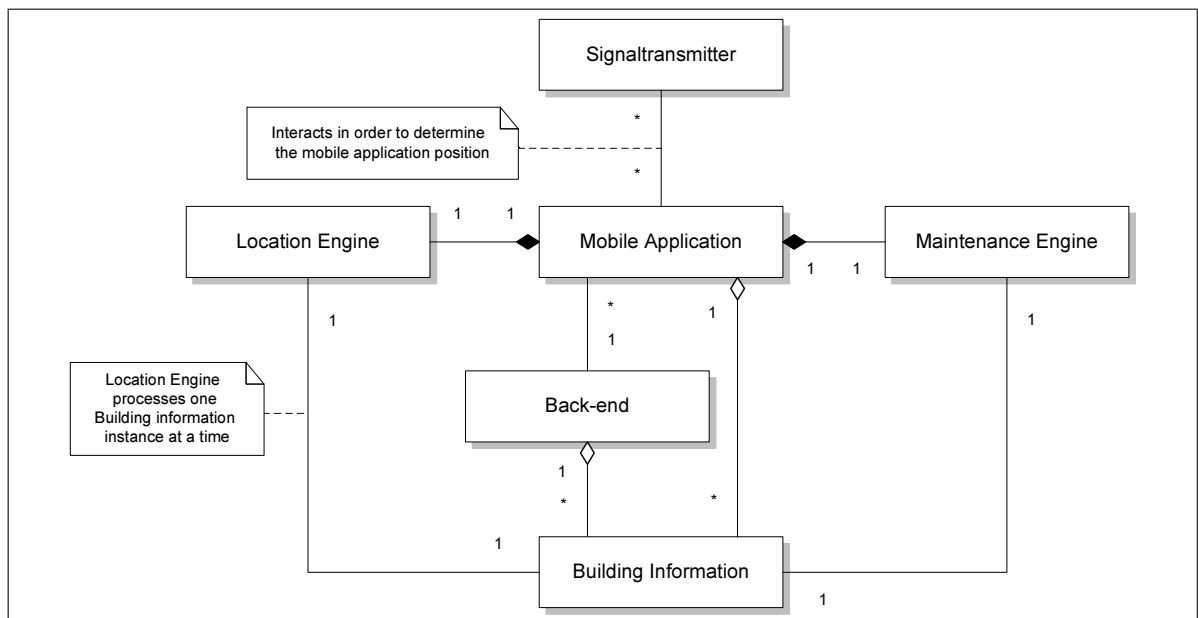 Signaltransmitter
*
Interacts in order to determine
the mobile application position
*
1 1
Location Engine
Mobile Application
Maintenance Engine
1 1
* 1
1 1
1
Location Engine
processes one
Building information
instance at a time
Back-end
1
* *
1
Building Information
1